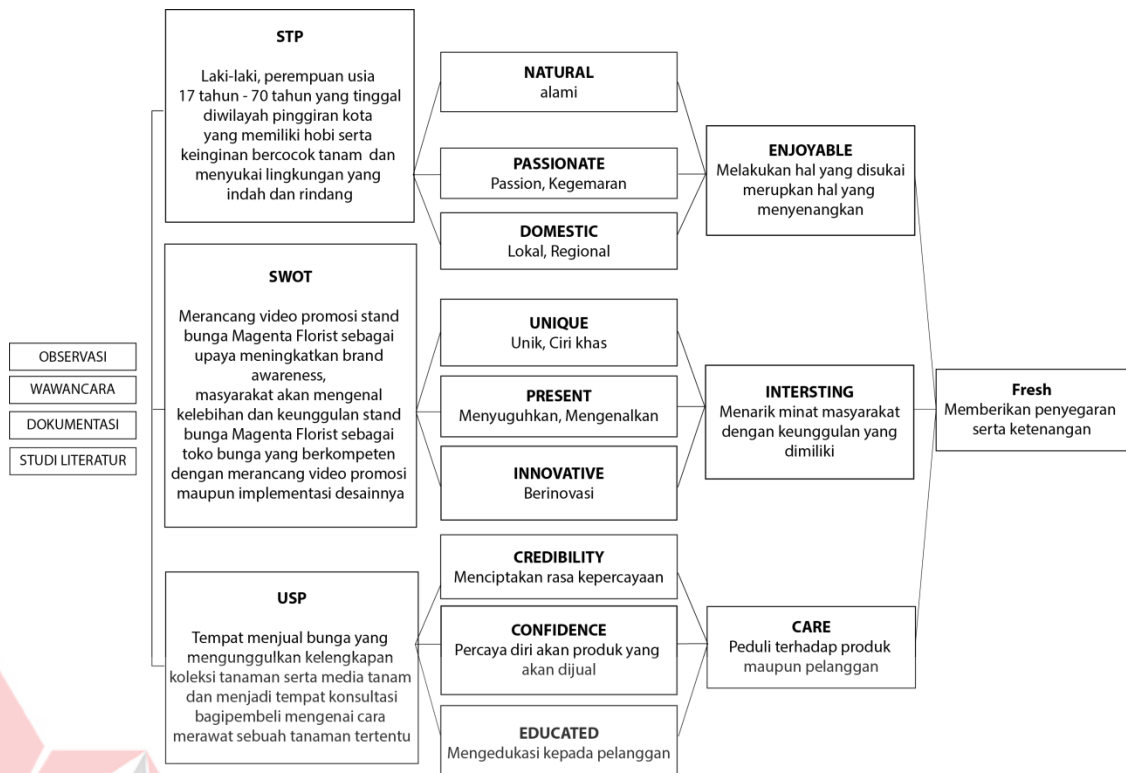 OBSERVASI
WAWANCARA
DOKUMENTASI
STUDI LITERATUR
STP
Laki-laki, perempuan usia
17 tahun - 70 tahun yang tinggal
diwilayah pinggiran kota
yang memiliki hobi serta
keinginan bercocok tanam dan
menyukai lingkungan yang
indah dan rindang
SWOT
Merancang video promosi stand
bunga Magenta Florist sebagai
upaya meningkatkan brand
awareness,
masyarakat akan mengenal
kelebihan dan keunggulan stand
bunga Magenta Florist sebagai
toko bunga yang berkompeten
dengan merancang video promosi
maupun implementasi desainnya
USP
Tempat menjual bunga yang
mengunggulkan kelengkapan
koleksi tanaman serta media tanam
dan menjadi tempat konsultasi
bagipembeli mengenai cara
merawat sebuah tanaman tertentu
NATURAL
alami
PASSIONATE
Passion, Kegemaran
DOMESTIC
Lokal, Regional
UNIQUE
Unik, Ciri khas
PRESENT
Menyuguhkan, Mengenalkan
INNOVATIVE
Berinovasi
CREDIBILITY
Menciptakan rasa kepercayaan
CONFIDENCE
Percaya diri akan produk yang
akan dijual
EDUCATED
Mengedukasi kepada pelanggan
ENJOYABLE
Melakukan hal yang disukai
merupkan hal yang
menyenangkan
INTERSTING
Menarik minat masyarakat
dengan keunggulan yang
dimiliki
CARE
Peduli terhadap produk
maupun pelanggan
Fresh
Memberikan penyegaran
serta ketenangan